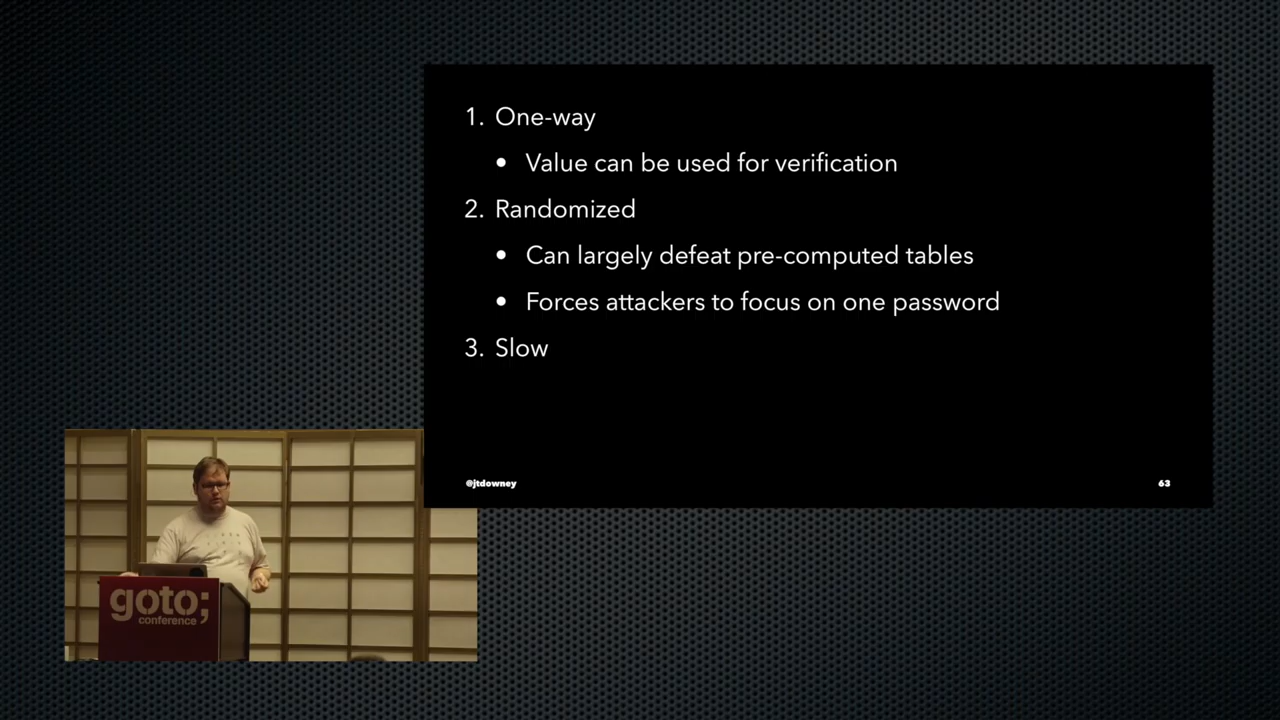 1. One-way
• Value can be used for verification
2. Randomized
• Can largely defeat pre-computed tables
• Forces attackers to focus on one password
3. Slow
@jtdowney
63
goto;
conference